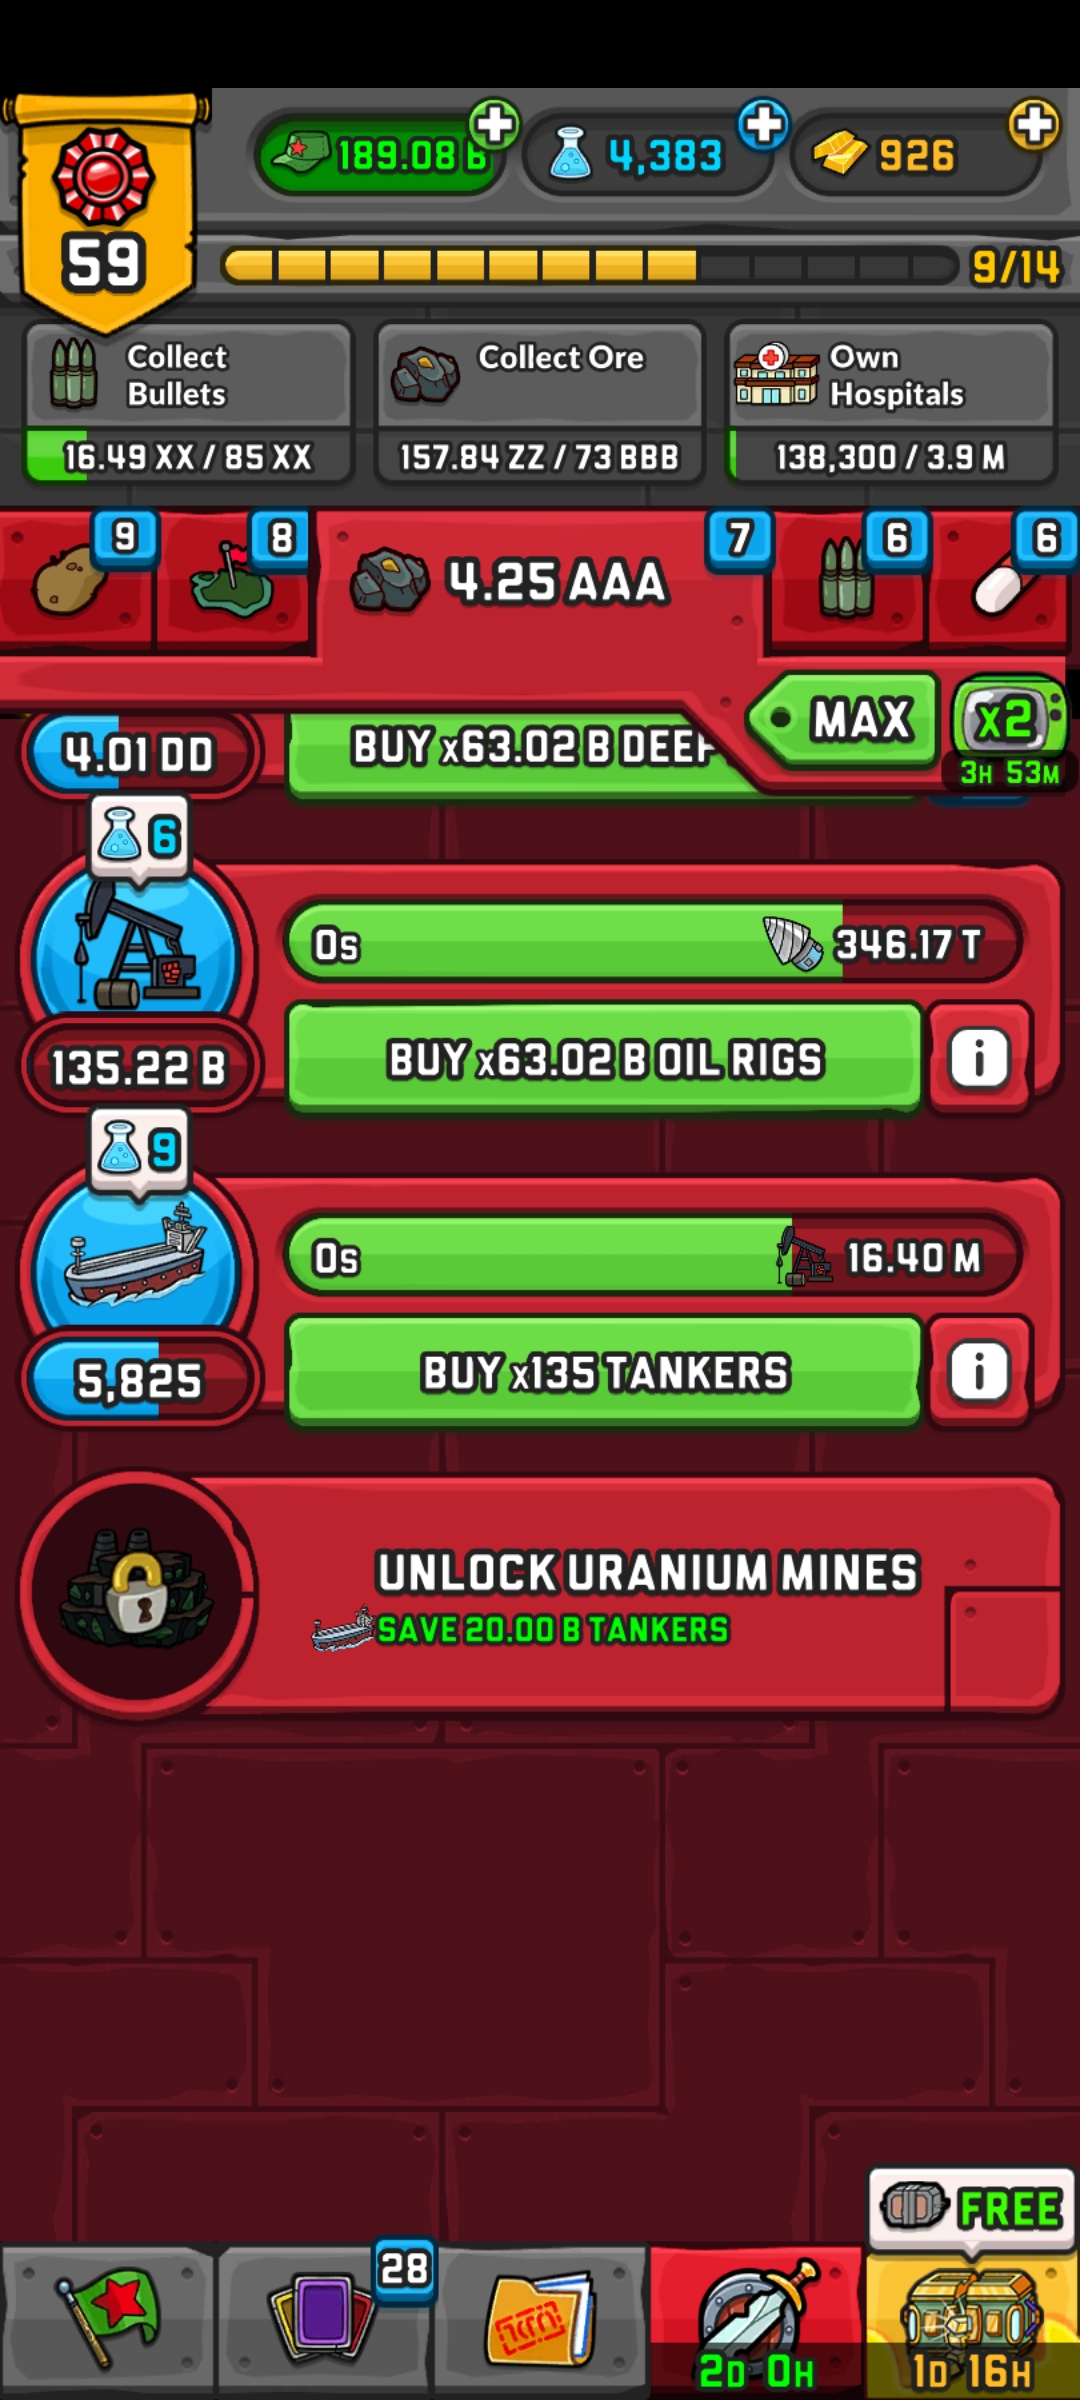 189.08 B
4,383
926
59
9/14
Collect
Bullets
Collect Ore
Own
Hospitals
16.49 XX / 85 XX
157.84 ZZ / 73 BBB
138,300 / 3.9 M
9
8
7
6
6
4.25 AAA
MAX
x2
3H 53M
4.01 DD
BUY x63.02 B DEEP
6
0s
346.17 T
135.22 B
BUY x63.02 B OIL RIGS
i
9
0s
16.40 M
5,825
BUY x135 TANKERS
i
UNLOCK URANIUM MINES
SAVE 20.00 B TANKERS
FREE
28
2D 0H
1D 16H